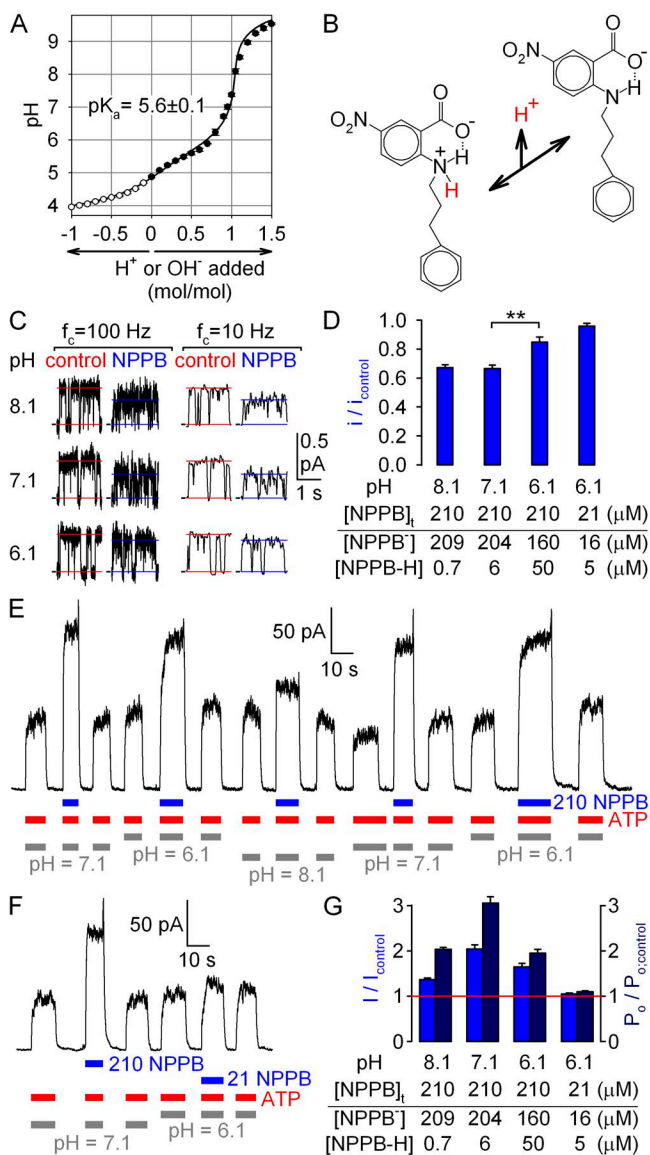 A
pH
9
8
7
6
5
4
pKa = 5.6±0.1
-1 -0.5 0 0.5 1 1.5
H+ or OH- added
(mol/mol)
B
O2N
O
O-
H
+
N
H
H+
O2N
O
O-
H
N
C
fc=100 Hz fc=10 Hz
pH control NPPB control NPPB
8.1
7.1
6.1
0.5
pA
1 s
D
i / icontrol
1.0
0.8
0.6
0.4
0.2
0.0
**
pH 8.1 7.1 6.1 6.1
[NPPB]t 210 210 210 21 (µM)
[NPPB-] 209 204 160 16 (µM)
[NPPB-H] 0.7 6 50 5 (µM)
E
50 pA
10 s
210 NPPB
ATP
pH = 7.1 pH = 6.1 pH = 8.1 pH = 7.1 pH = 6.1
F
50 pA
10 s
210 NPPB
21 NPPB
ATP
pH = 7.1 pH = 6.1
G
I / Icontrol
3
2
1
0
3
2
1
0
Po / Po;control
pH 8.1 7.1 6.1 6.1
[NPPB]t 210 210 210 21 (µM)
[NPPB-] 209 204 160 16 (µM)
[NPPB-H] 0.7 6 50 5 (µM)